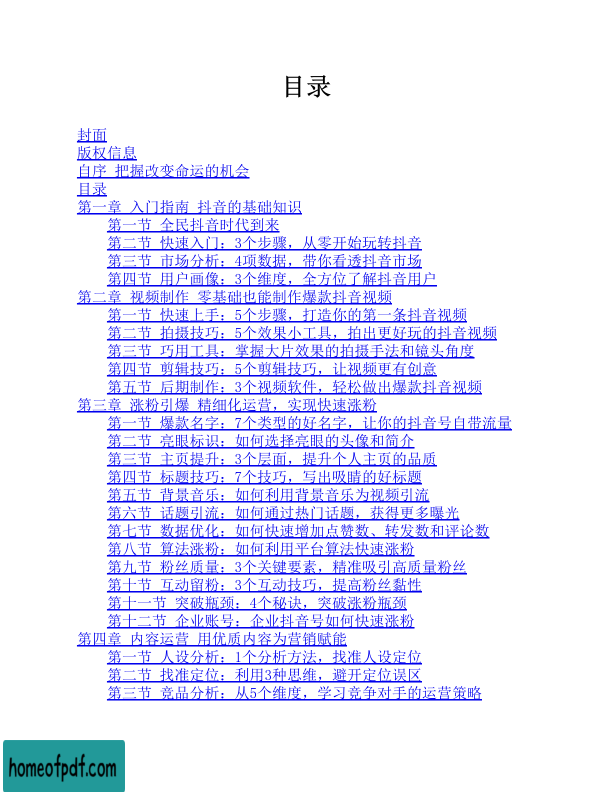 目录
封面
版权信息
自序 把握改变命运的机会
目录
第一章 入门指南 抖音的基础知识
第一节 全民抖音时代到来
第二节 快速入门：3个步骤，从零开始玩转抖音
第三节 市场分析：4项数据，带你看透抖音市场
第四节 用户画像：3个维度，全方位了解抖音用户
第二章 视频制作 零基础也能制作爆款抖音视频
第一节 快速上手：5个步骤，打造你的第一条抖音视频
第二节 拍摄技巧：5个效果小工具，拍出更好玩的抖音视频
第三节 巧用工具：掌握大片效果的拍摄手法和镜头角度
第四节 剪辑技巧：5个剪辑技巧，让视频更有创意
第五节 后期制作：3个视频软件，轻松做出爆款抖音视频
第三章 涨粉引爆 精细化运营，实现快速涨粉
第一节 爆款名字：7个类型的好名字，让你的抖音号自带流量
第二节 亮眼标识：如何选择亮眼的头像和简介
第三节 主页提升：3个层面，提升个人主页的品质
第四节 标题技巧：7个技巧，写出吸睛的好标题
第五节 背景音乐：如何利用背景音乐为视频引流
第六节 话题引流：如何通过热门话题，获得更多曝光
第七节 数据优化：如何快速增加点赞数、转发数和评论数
第八节 算法涨粉：如何利用平台算法快速涨粉
第九节 粉丝质量：3个关键要素，精准吸引高质量粉丝
第十节 互动留粉：3个互动技巧，提高粉丝黏性
第十一节 突破瓶颈：4个秘诀，突破涨粉瓶颈
第十二节 企业账号：企业抖音号如何快速涨粉
第四章 内容运营 用优质内容为营销赋能
第一节 人设分析：1个分析方法，找准人设定位
第二节 找准定位：利用3种思维，避开定位误区
第三节 竞品分析：从5个维度，学习竞争对手的运营策略
homeofpdf.com